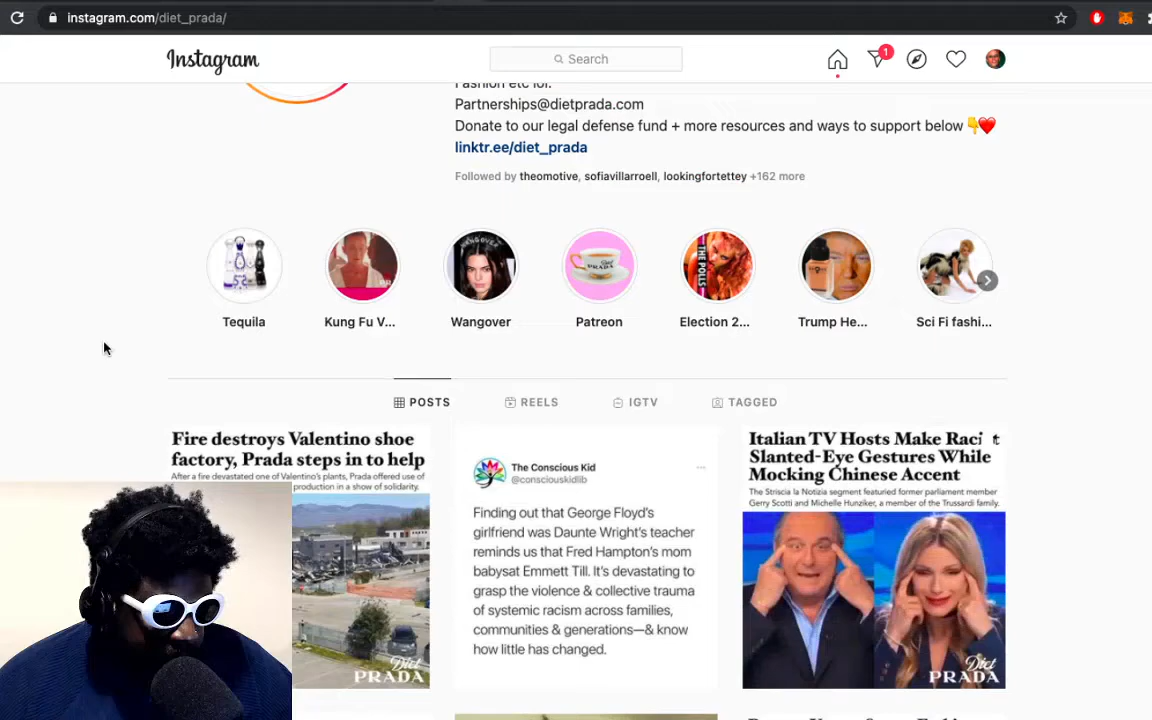 instagram.com/diet_prada/
Instagram
Search
1
Fashion etc lol.
Partnerships@dietprada.com
Donate to our legal defense fund + more resources and ways to support below 👇❤️
linktr.ee/diet_prada
Followed by theomotive, sofiavillarroell, lookingfortettey +162 more
HANGOVER
Diet
PRADA
THE POLLS
Tequila
Kung Fu V...
Wangover
Patreon
Election 2...
Trump He...
Sci Fi fashi...
POSTS
REELS
IGTV
TAGGED
Fire destroys Valentino shoe
factory, Prada steps in to help
After a fire devastated one of Valentino's plants, Prada offered use of
production in a show of solidarity.
Diet
PRADA
The Conscious Kid
@consciouskidlib
Finding out that George Floyd's
girlfriend was Daunte Wright's teacher
reminds us that Fred Hampton's mom
babysat Emmett Till. It's devastating to
grasp the violence & collective trauma
of systemic racism across families,
communities & generations—& know
how little has changed.
Italian TV Hosts Make Racist
Slanted-Eye Gestures While
Mocking Chinese Accent
The Striscia la Notizia segment featured former parliament member
Gerry Scotti and Michelle Hunziker, a member of the Trussardi family.
Diet
PRADA